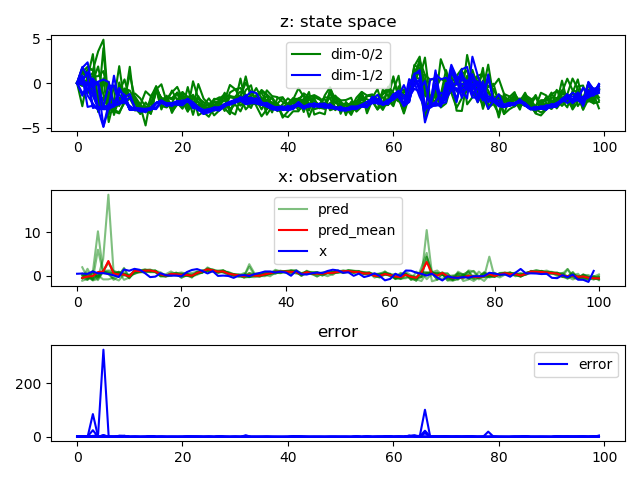 z: state space
5
0
−5
dim-0/2
dim-1/2
0 20 40 60 80 100
x: observation
10
0
pred
pred_mean
x
0 20 40 60 80 100
error
200
0
error
0 20 40 60 80 100